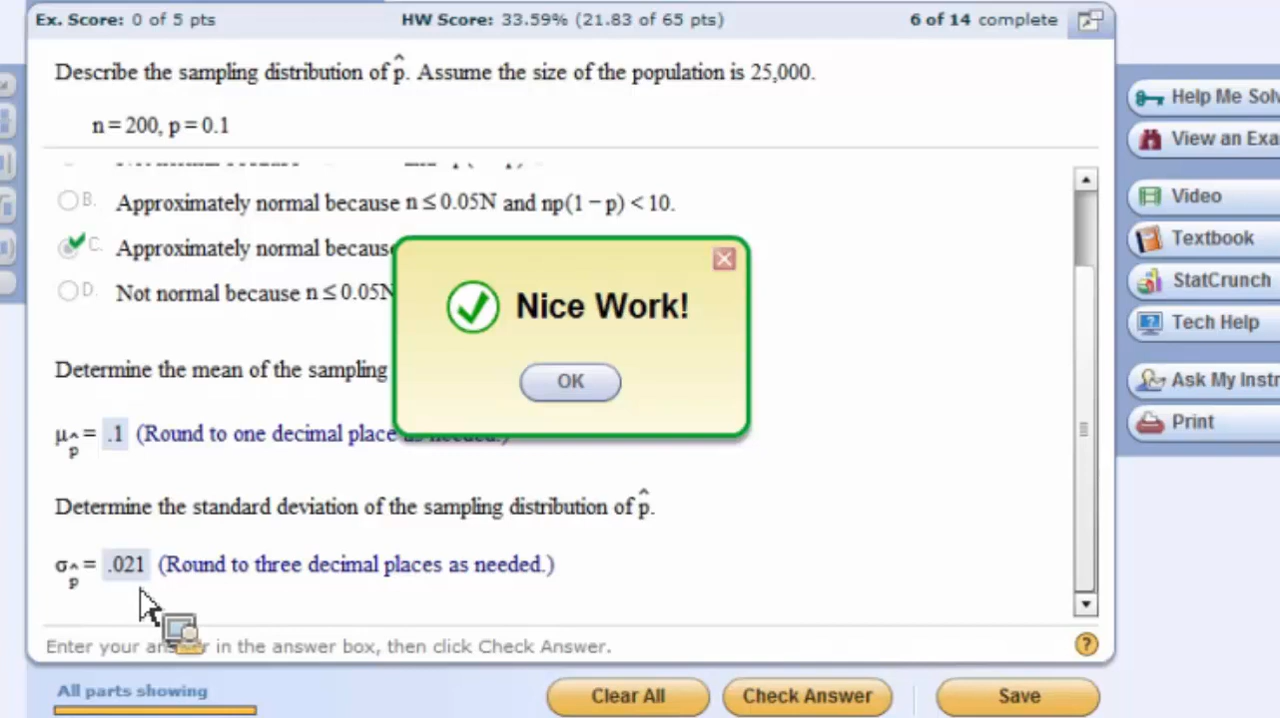 Ex. Score: 0 of 5 pts
HW Score: 33.59% (21.83 of 65 pts)
6 of 14 complete
Describe the sampling distribution of p̂. Assume the size of the population is 25,000.
n = 200, p = 0.1
B. Approximately normal because n ≤ 0.05N and np(1 − p) < 10.
C. Approximately normal because
D. Not normal because n ≤ 0.05N
Nice Work!
OK
Determine the mean of the sampling
μp̂ = .1 (Round to one decimal place as needed.)
Determine the standard deviation of the sampling distribution of p̂.
σp̂ = .021 (Round to three decimal places as needed.)
Enter your answer in the answer box, then click Check Answer.
?
All parts showing
Clear All
Check Answer
Save
Help Me Solv
View an Exa
Video
Textbook
StatCrunch
Tech Help
Ask My Instr
Print